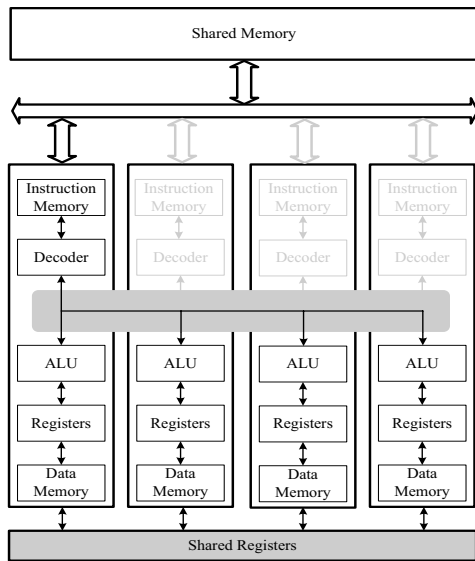 Shared Memory
Instruction
Memory
Instruction
Memory
Instruction
Memory
Instruction
Memory
Decoder
Decoder
Decoder
Decoder
ALU
ALU
ALU
ALU
Registers
Registers
Registers
Registers
Data
Memory
Data
Memory
Data
Memory
Data
Memory
Shared Registers